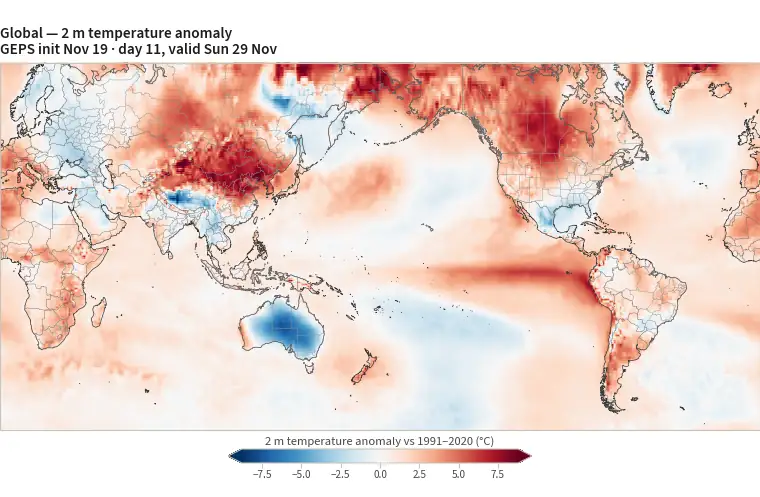 Global — 2 m temperature anomaly
GEPS init Nov 19 · day 11, valid Sun 29 Nov
2 m temperature anomaly vs 1991–2020 (°C)
−7.5 −5.0 −2.5 0.0 2.5 5.0 7.5